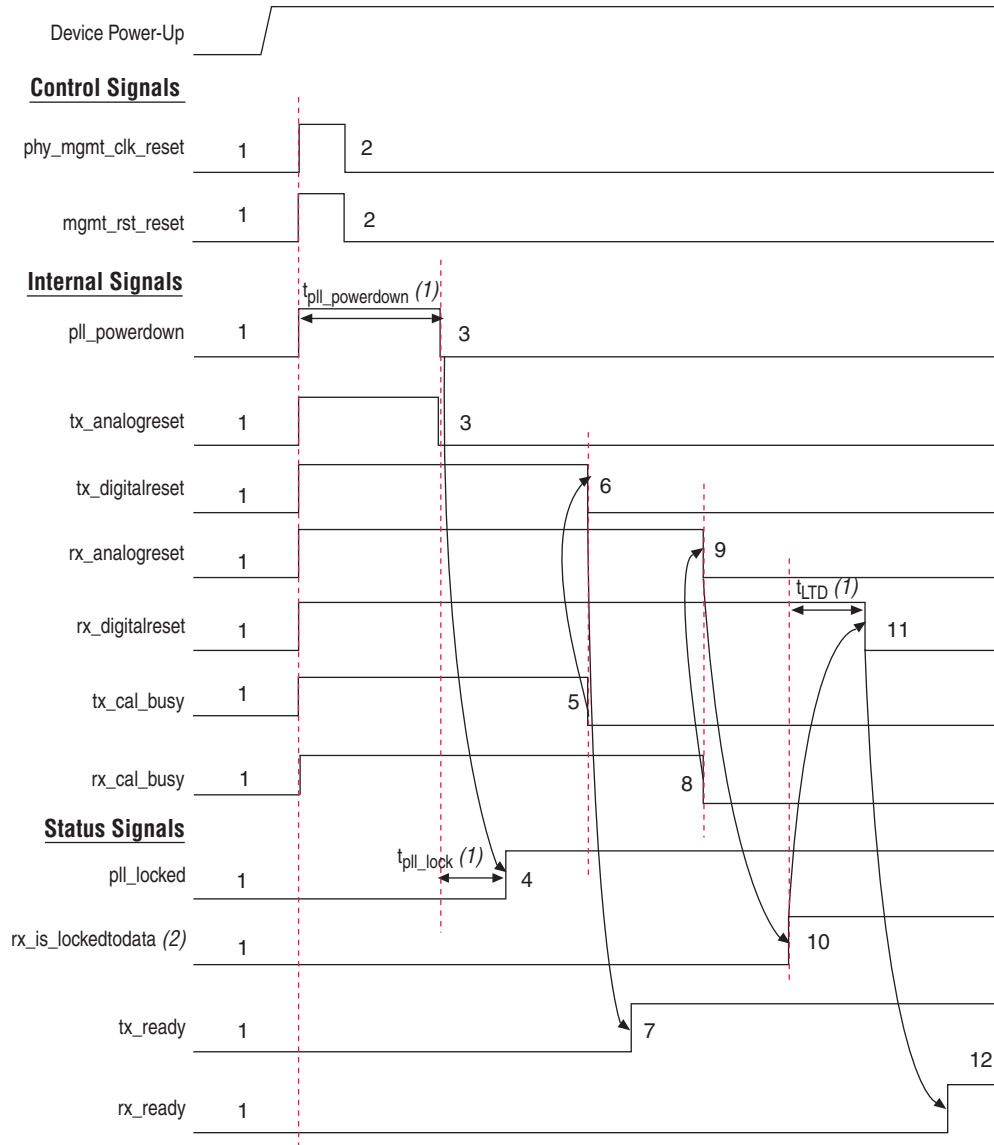 Device Power-Up
Control Signals
phy_mgmt_clk_reset 1 2
mgmt_rst_reset 1 2
Internal Signals
tpll_powerdown (1)
pll_powerdown 1 3
tx_analogreset 1 3
tx_digitalreset 1 6
rx_analogreset 1 9
tLTD (1)
rx_digitalreset 1 11
tx_cal_busy 1 5
rx_cal_busy 1 8
Status Signals
tpll_lock (1)
pll_locked 1 4
rx_is_lockedtodata (2) 1 10
tx_ready 1 7
12
rx_ready 1